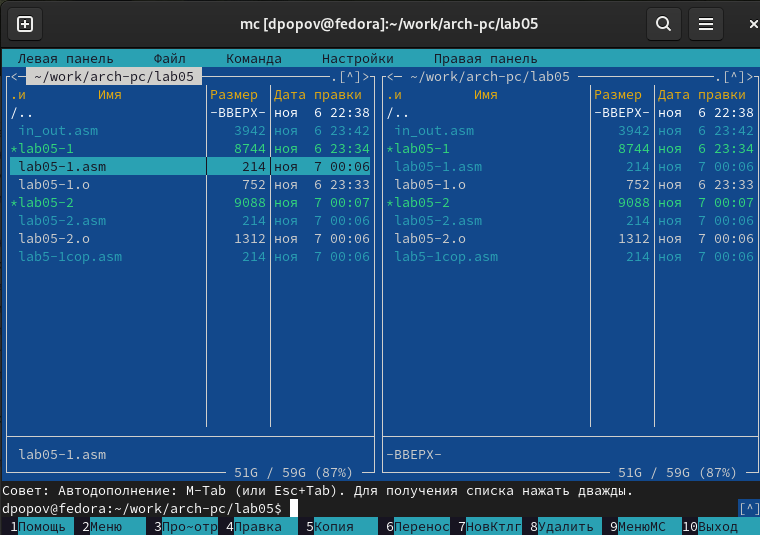 mc [dpopov@fedora]:~/work/arch-pc/lab05
Левая панель Файл Команда Настройки Правая панель
<─ ~/work/arch-pc/lab05 .[^]> <─ ~/work/arch-pc/lab05 .[^]>
.и Имя Размер Дата правки .и Имя Размер Дата правки
/.. -ВВЕРХ- ноя 6 22:38 /.. -ВВЕРХ- ноя 6 22:38
in_out.asm 3942 ноя 6 23:42 in_out.asm 3942 ноя 6 23:42
*lab05-1 8744 ноя 6 23:34 *lab05-1 8744 ноя 6 23:34
lab05-1.asm 214 ноя 7 00:06 lab05-1.asm 214 ноя 7 00:06
lab05-1.o 752 ноя 6 23:33 lab05-1.o 752 ноя 6 23:33
*lab05-2 9088 ноя 7 00:07 *lab05-2 9088 ноя 7 00:07
lab05-2.asm 214 ноя 7 00:06 lab05-2.asm 214 ноя 7 00:06
lab05-2.o 1312 ноя 7 00:06 lab05-2.o 1312 ноя 7 00:06
lab5-1cop.asm 214 ноя 7 00:06 lab5-1cop.asm 214 ноя 7 00:06
lab05-1.asm -ВВЕРХ-
51G / 59G (87%) 51G / 59G (87%)
Совет: Автодополнение: M-Tab (или Esc+Tab). Для получения списка нажать дважды.
dpopov@fedora:~/work/arch-pc/lab05$ [^]
1Помощь 2Меню 3Про~отр 4Правка 5Копия 6Перенос 7НовКтлг 8Удалить 9МенюMC 10Выход